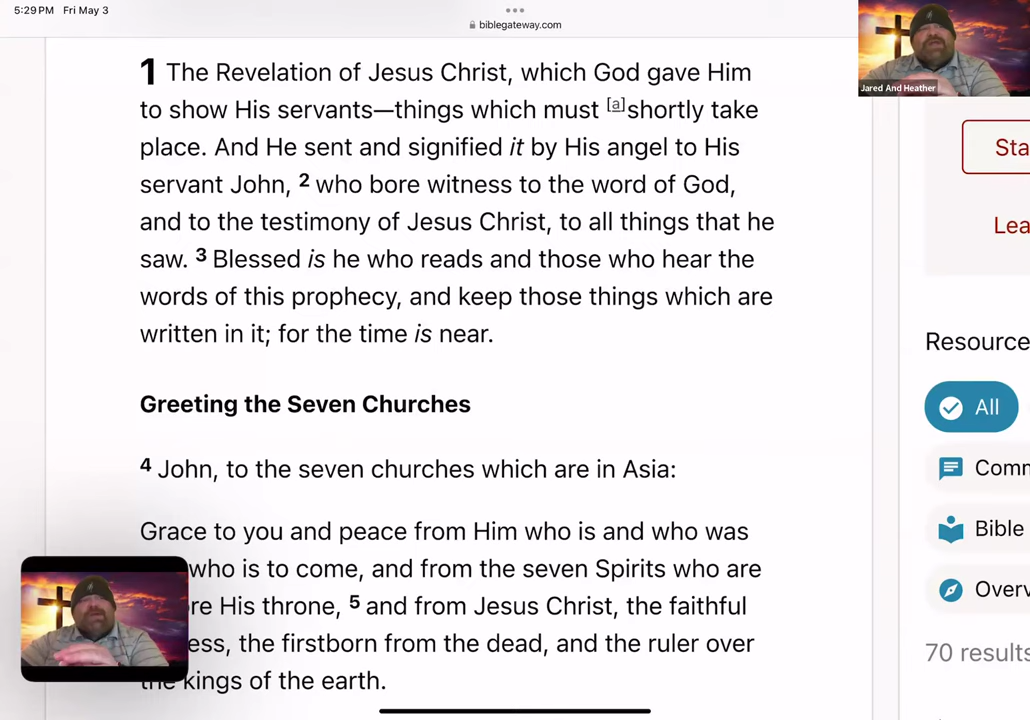 5:29 PM Fri May 3
biblegateway.com
Jared And Heather
1 The Revelation of Jesus Christ, which God gave Him
to show His servants—things which must [a]shortly take
place. And He sent and signified it by His angel to His
servant John, 2 who bore witness to the word of God,
and to the testimony of Jesus Christ, to all things that he
saw. 3 Blessed is he who reads and those who hear the
words of this prophecy, and keep those things which are
written in it; for the time is near.
Greeting the Seven Churches
4 John, to the seven churches which are in Asia:
Grace to you and peace from Him who is and who was
who is to come, and from the seven Spirits who are
re His throne, 5 and from Jesus Christ, the faithful
ess, the firstborn from the dead, and the ruler over
the kings of the earth.
Sta
Lea
Resource
All
Comm
Bible
Overv
70 results